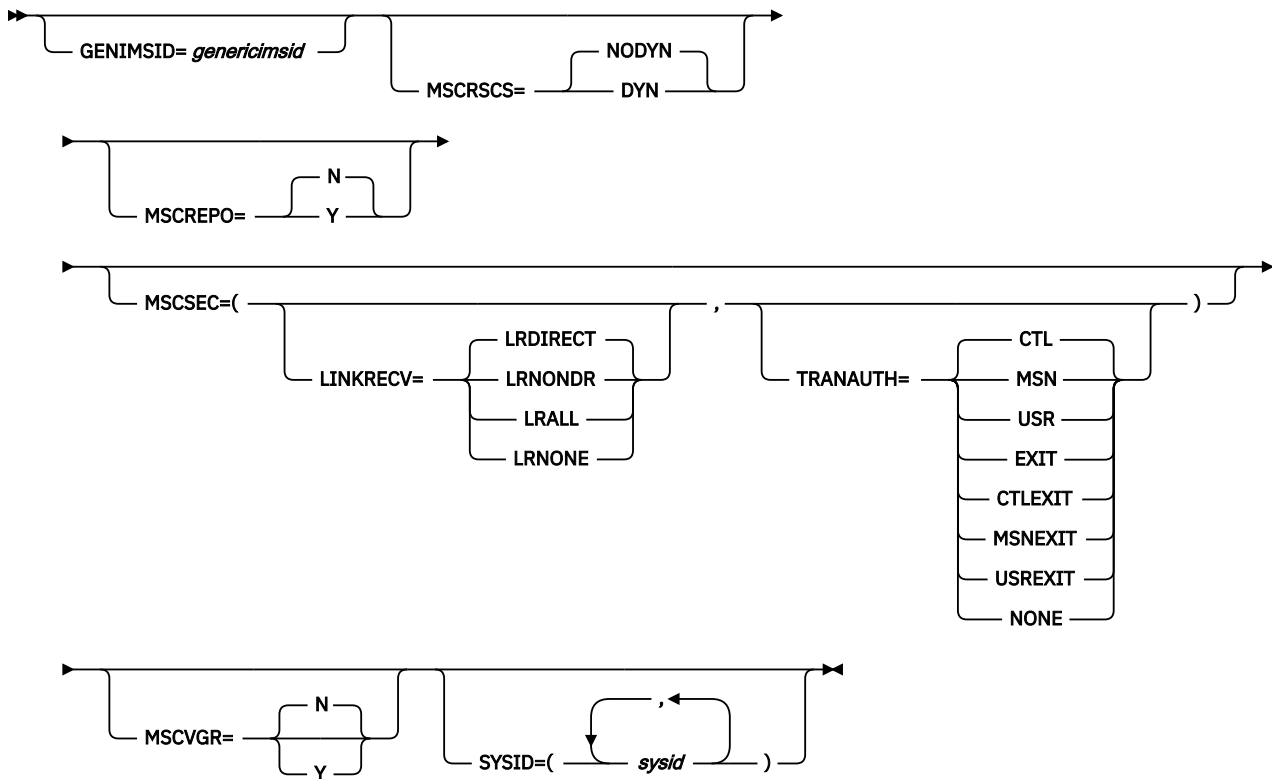 GENIMSID= genericimsid
MSCRSCS=
NODYN
DYN
MSCREPO=
N
Y
MSCSEC=(
LINKRECV=
LRDIRECT
LRNONDR
LRALL
LRNONE
,
TRANAUTH=
CTL
MSN
USR
EXIT
CTLEXIT
MSNEXIT
USREXIT
NONE
)
MSCVGR=
N
Y
SYSID=(
,
sysid
)